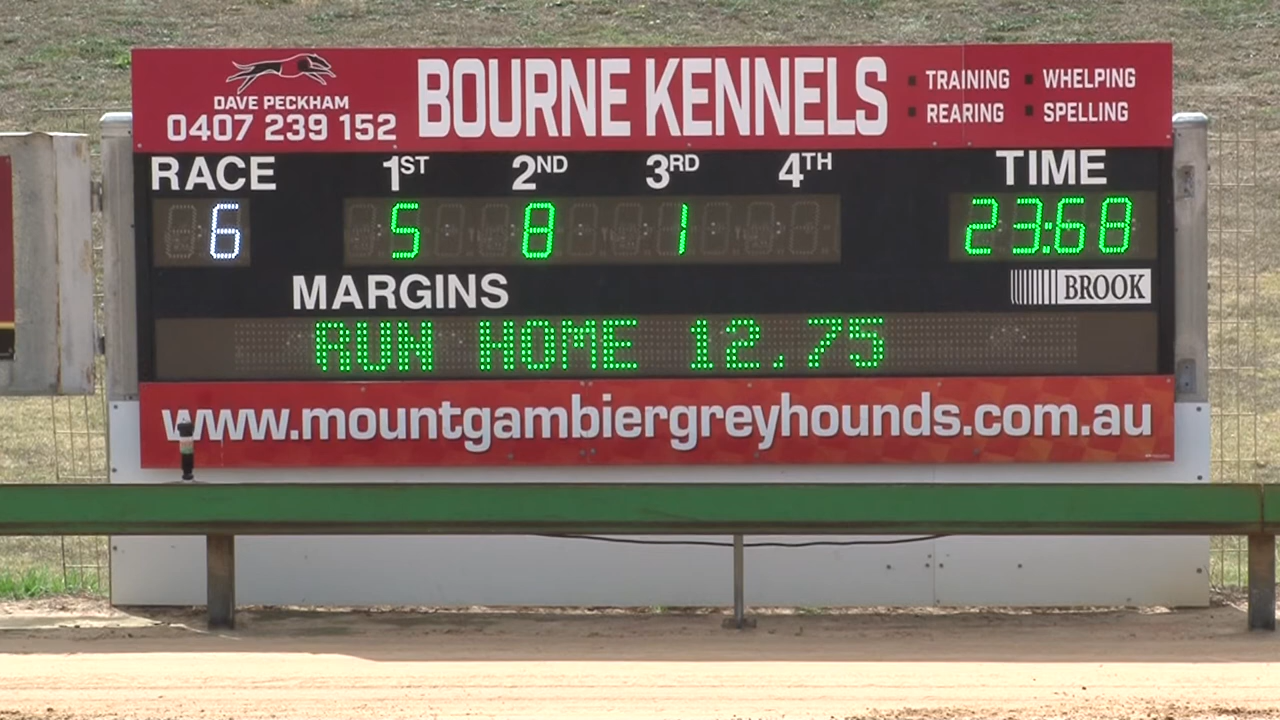 DAVE PECKHAM
0407 239 152
BOURNE KENNELS
TRAINING
WHELPING
REARING
SPELLING
RACE 1ST 2ND 3RD 4TH TIME
6 5 8 1 23:68
MARGINS
BROOK
RUN HOME 12.75
www.mountgambiergreyhounds.com.au